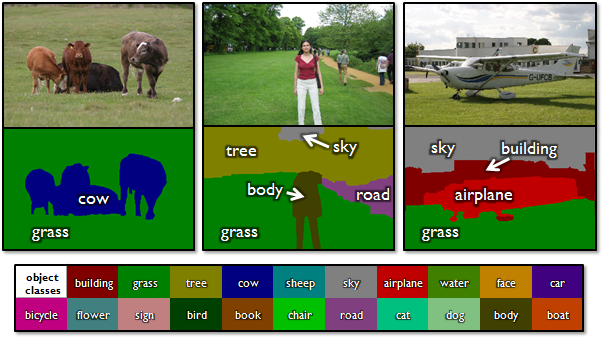 G-UFCB
cow
grass
tree
sky
body
road
grass
sky
building
airplane
grass
object classes
building
grass
tree
cow
sheep
sky
airplane
water
face
car
bicycle
flower
sign
bird
book
chair
road
cat
dog
body
boat